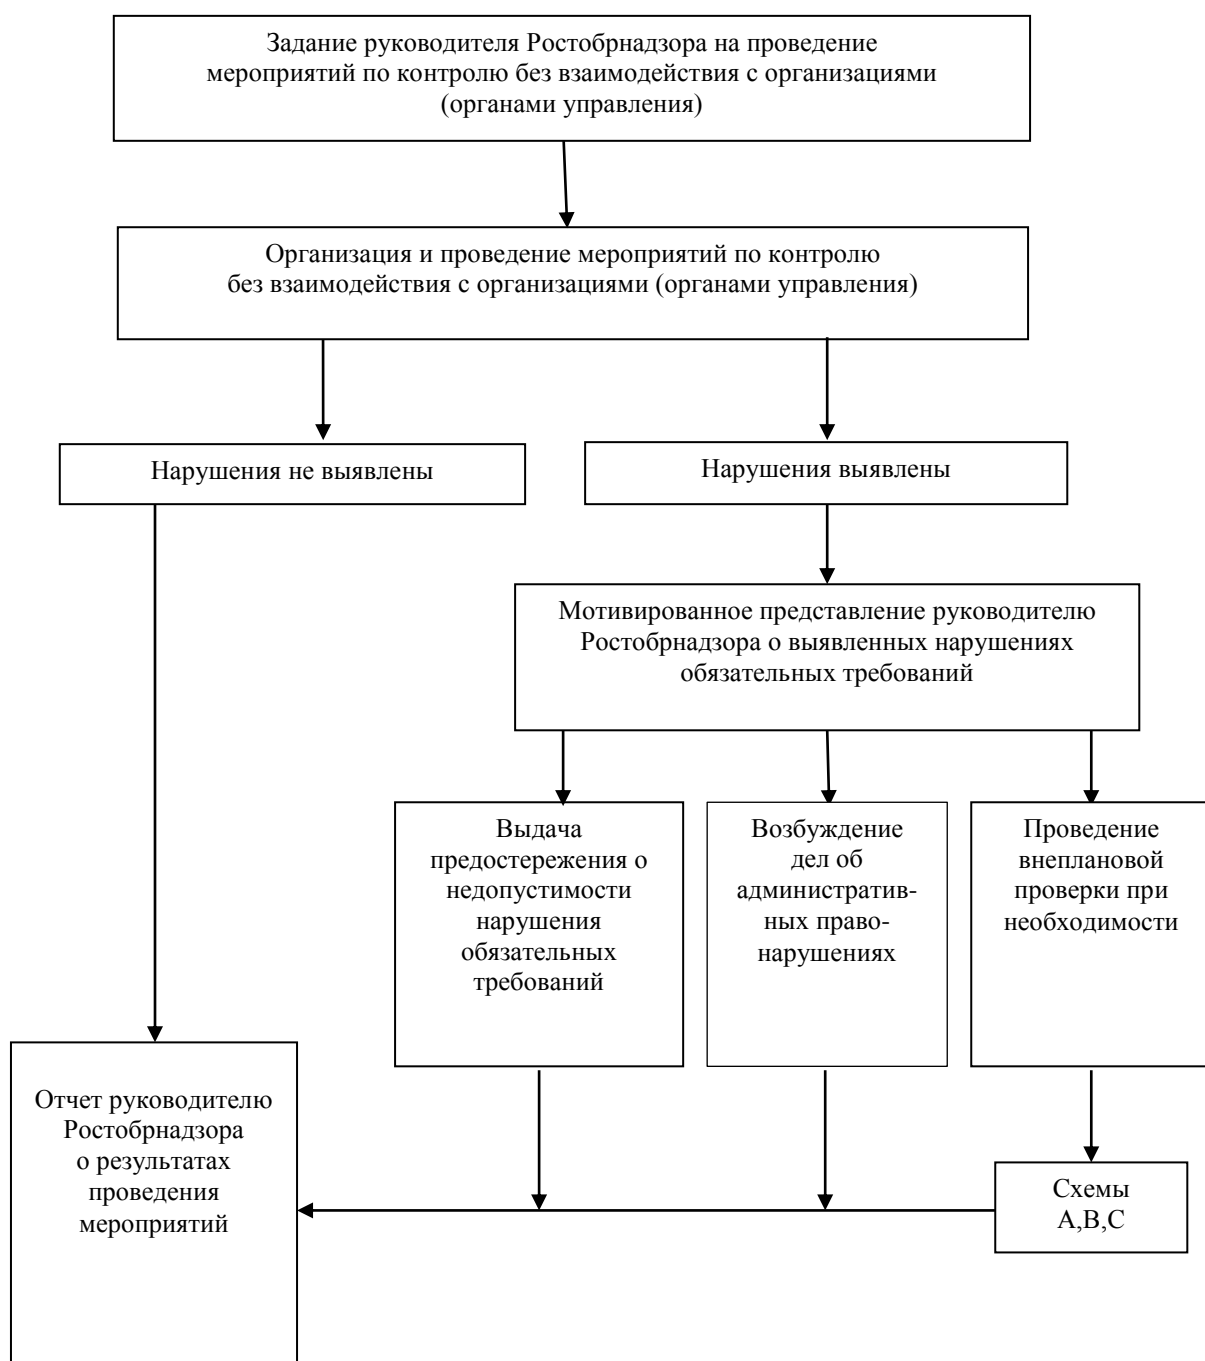 Задание руководителя Ростобрнадзора на проведение
мероприятий по контролю без взаимодействия с организациями
(органами управления)
Организация и проведение мероприятий по контролю
без взаимодействия с организациями (органами управления)
Нарушения не выявлены
Нарушения выявлены
Мотивированное представление руководителю
Ростобрнадзора о выявленных нарушениях
обязательных требований
Выдача
предостережения о
недопустимости
нарушения
обязательных
требований
Возбуждение
дел об
административ-
ных право-
нарушениях
Проведение
внеплановой
проверки при
необходимости
Отчет руководителю
Ростобрнадзора
о результатах
проведения
мероприятий
Схемы
А,В,С